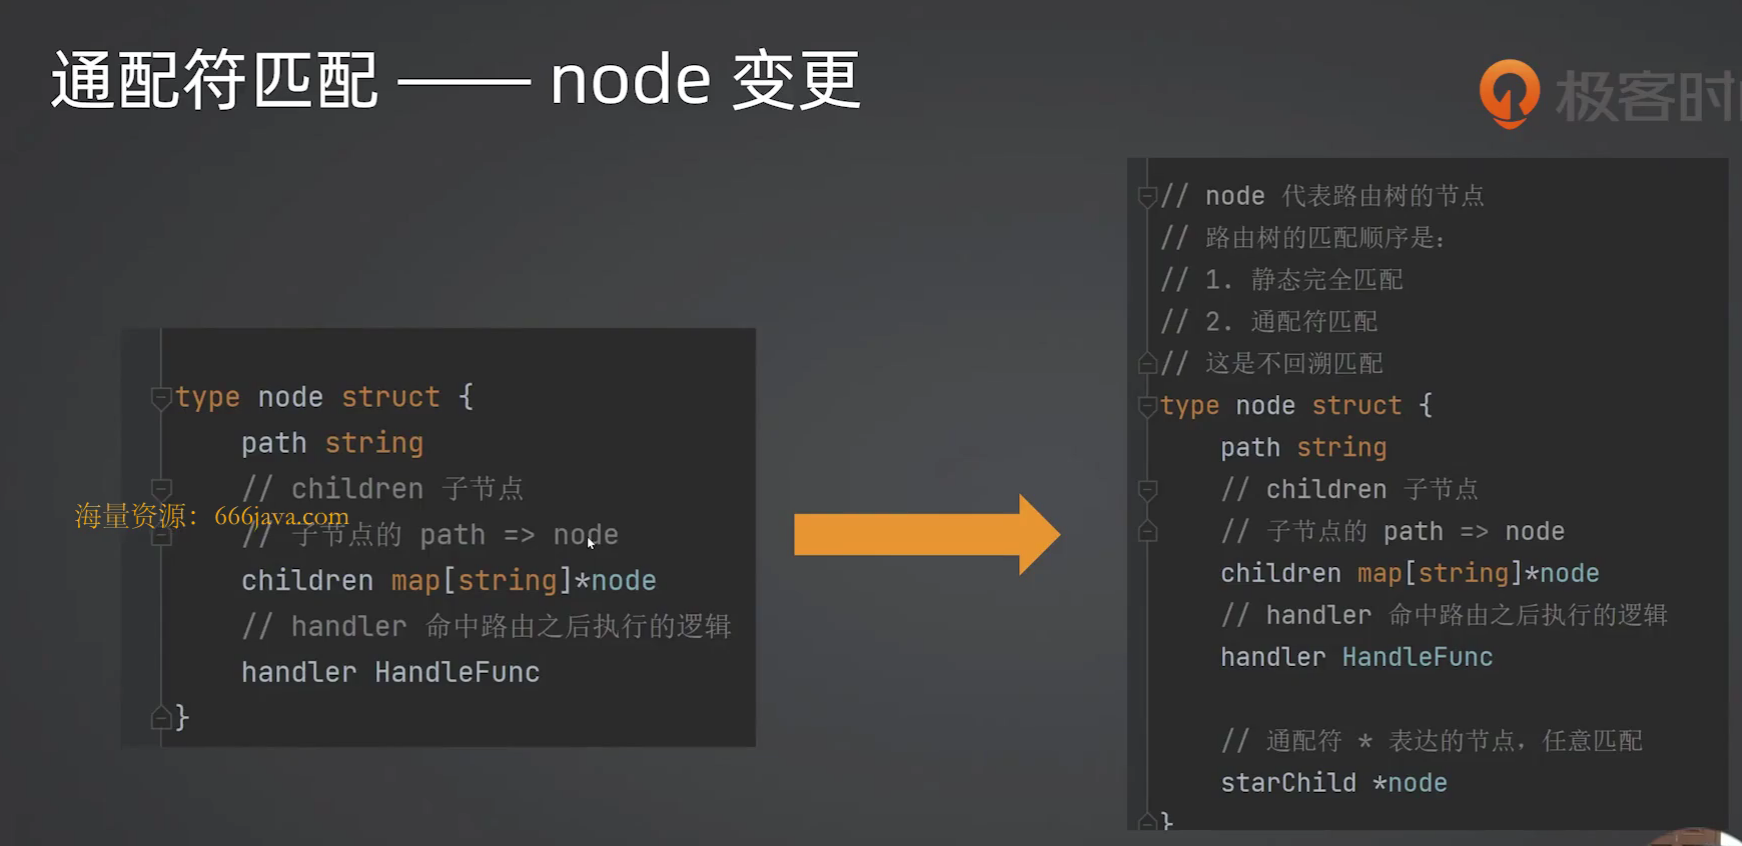 通配符匹配 —— node 变更
极客时
type node struct {
path string
// children 子节点
海量资源：666java.com
// 子节点的 path => node
children map[string]*node
// handler 命中路由之后执行的逻辑
handler HandleFunc
}
// node 代表路由树的节点
// 路由树的匹配顺序是：
// 1. 静态完全匹配
// 2. 通配符匹配
// 这是不回溯匹配
type node struct {
path string
// children 子节点
// 子节点的 path => node
children map[string]*node
// handler 命中路由之后执行的逻辑
handler HandleFunc
// 通配符 * 表达的节点，任意匹配
starChild *node
}